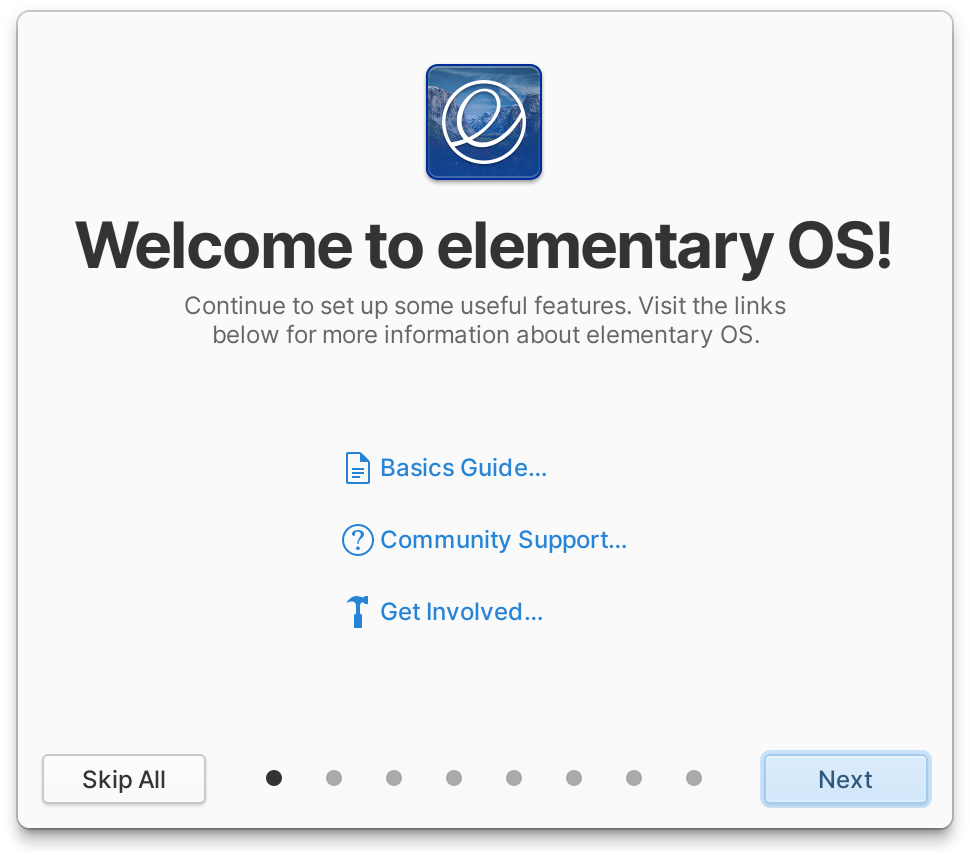 Welcome to elementary OS!
Continue to set up some useful features. Visit the links
below for more information about elementary OS.
Basics Guide…
Community Support…
Get Involved…
Skip All
Next